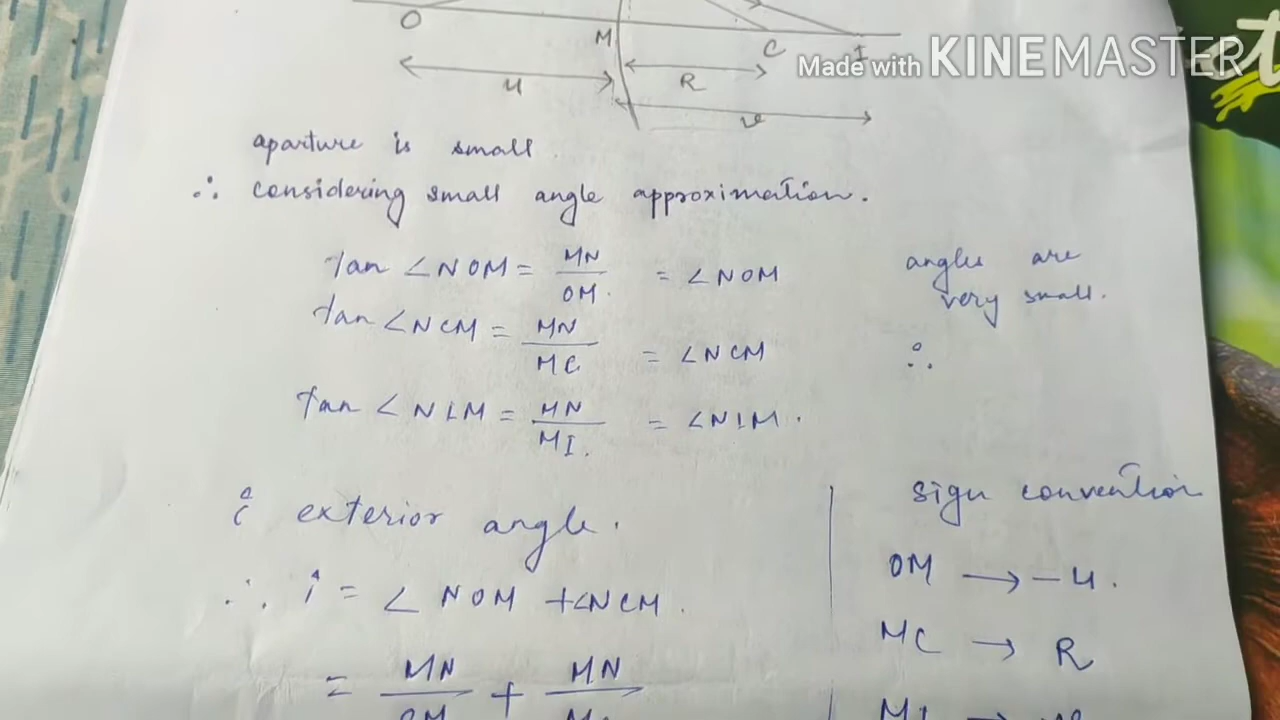 O
M
C
I
Made with KINEMASTER
u
R
v
aparture is small
∴ considering small angle approximation.
tan ∠NOM = MN/OM. = ∠NOM
angles are
very small.
tan ∠NCM = MN/MC = ∠NCM
∴
tan ∠NIM = MN/MI. = ∠NIM.
i exterior angle.
∴ i = ∠NOM + ∠NCM.
= MN/OM + MN/
sign convention
OM → -u.
MC → R
MI → v